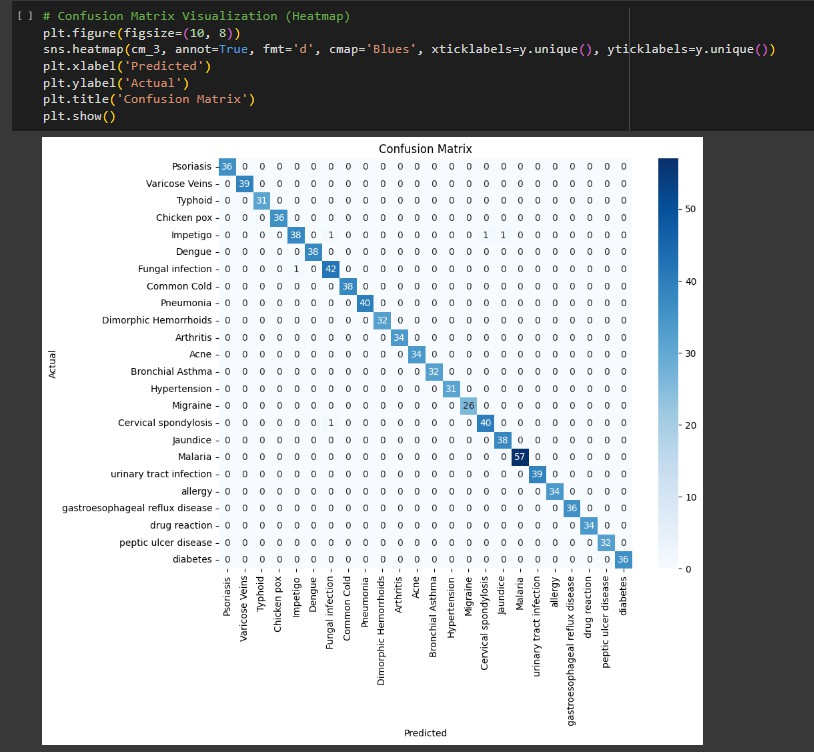 [ ] # Confusion Matrix Visualization (Heatmap)
plt.figure(figsize=(10, 8))
sns.heatmap(cm_3, annot=True, fmt='d', cmap='Blues', xticklabels=y.unique(), yticklabels=y.unique())
plt.xlabel('Predicted')
plt.ylabel('Actual')
plt.title('Confusion Matrix')
plt.show()
Confusion Matrix
Actual
Psoriasis 36 0 0 0 0 0 0 0 0 0 0 0 0 0 0 0 0 0 0 0 0 0 0 0
Varicose Veins 0 39 0 0 0 0 0 0 0 0 0 0 0 0 0 0 0 0 0 0 0 0 0 0
Typhoid 0 0 31 0 0 0 0 0 0 0 0 0 0 0 0 0 0 0 0 0 0 0 0 0
Chicken pox 0 0 0 36 0 0 0 0 0 0 0 0 0 0 0 0 0 0 0 0 0 0 0 0
Impetigo 0 0 0 0 38 0 1 0 0 0 0 0 0 0 0 1 1 0 0 0 0 0 0 0
Dengue 0 0 0 0 0 38 0 0 0 0 0 0 0 0 0 0 0 0 0 0 0 0 0 0
Fungal infection 0 0 0 0 1 0 42 0 0 0 0 0 0 0 0 0 0 0 0 0 0 0 0 0
Common Cold 0 0 0 0 0 0 0 38 0 0 0 0 0 0 0 0 0 0 0 0 0 0 0 0
Pneumonia 0 0 0 0 0 0 0 0 40 0 0 0 0 0 0 0 0 0 0 0 0 0 0 0
Dimorphic Hemorrhoids 0 0 0 0 0 0 0 0 0 32 0 0 0 0 0 0 0 0 0 0 0 0 0 0
Arthritis 0 0 0 0 0 0 0 0 0 0 34 0 0 0 0 0 0 0 0 0 0 0 0 0
Acne 0 0 0 0 0 0 0 0 0 0 0 34 0 0 0 0 0 0 0 0 0 0 0 0
Bronchial Asthma 0 0 0 0 0 0 0 0 0 0 0 0 32 0 0 0 0 0 0 0 0 0 0 0
Hypertension 0 0 0 0 0 0 0 0 0 0 0 0 0 31 0 0 0 0 0 0 0 0 0 0
Migraine 0 0 0 0 0 0 0 0 0 0 0 0 0 0 26 0 0 0 0 0 0 0 0 0
Cervical spondylosis 0 0 0 0 0 0 1 0 0 0 0 0 0 0 0 40 0 0 0 0 0 0 0 0
Jaundice 0 0 0 0 0 0 0 0 0 0 0 0 0 0 0 0 38 0 0 0 0 0 0 0
Malaria 0 0 0 0 0 0 0 0 0 0 0 0 0 0 0 0 0 57 0 0 0 0 0 0
urinary tract infection 0 0 0 0 0 0 0 0 0 0 0 0 0 0 0 0 0 0 39 0 0 0 0 0
allergy 0 0 0 0 0 0 0 0 0 0 0 0 0 0 0 0 0 0 0 34 0 0 0 0
gastroesophageal reflux disease 0 0 0 0 0 0 0 0 0 0 0 0 0 0 0 0 0 0 0 0 36 0 0 0
drug reaction 0 0 0 0 0 0 0 0 0 0 0 0 0 0 0 0 0 0 0 0 0 34 0 0
peptic ulcer disease 0 0 0 0 0 0 0 0 0 0 0 0 0 0 0 0 0 0 0 0 0 0 32 0
diabetes 0 0 0 0 0 0 0 0 0 0 0 0 0 0 0 0 0 0 0 0 0 0 0 36
Psoriasis
Varicose Veins
Typhoid
Chicken pox
Impetigo
Dengue
Fungal infection
Common Cold
Pneumonia
Dimorphic Hemorrhoids
Arthritis
Acne
Bronchial Asthma
Hypertension
Migraine
Cervical spondylosis
Jaundice
Malaria
urinary tract infection
allergy
gastroesophageal reflux disease
drug reaction
peptic ulcer disease
diabetes
Predicted
50
40
30
20
10
0